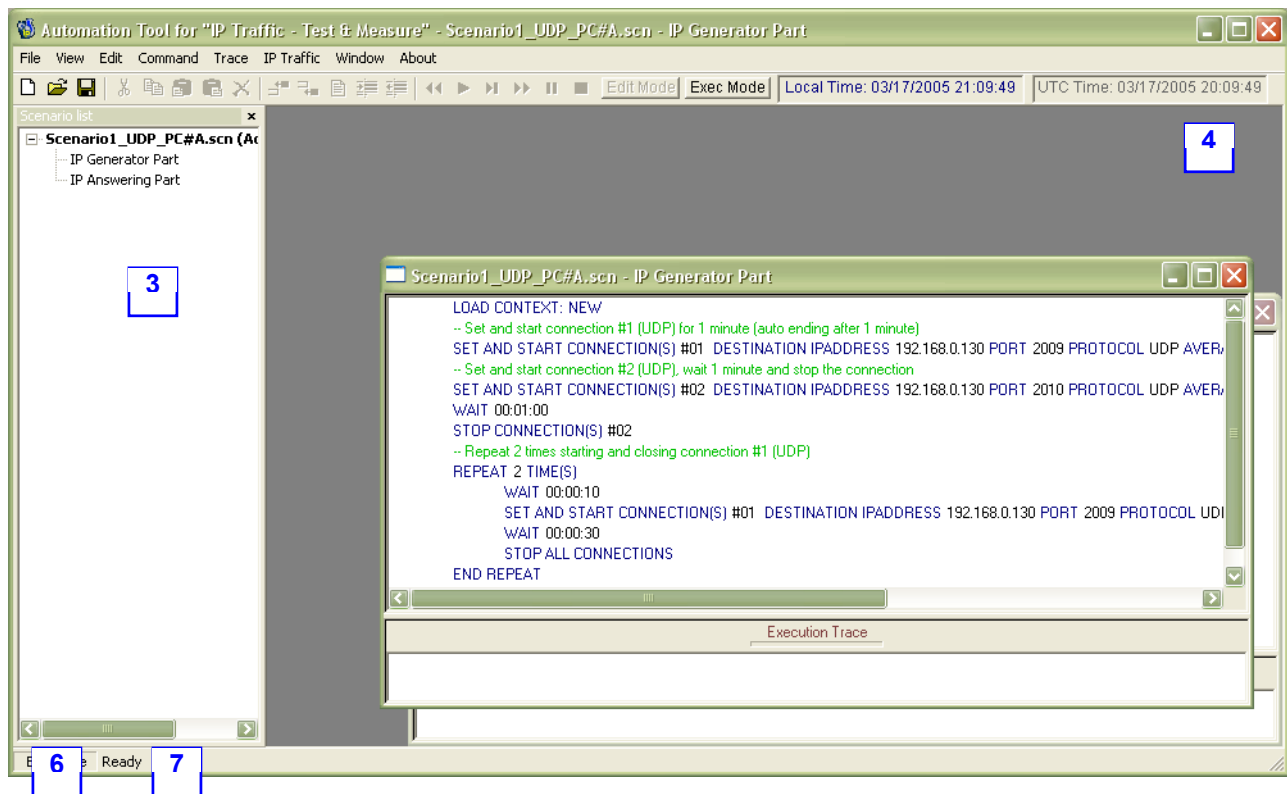 Automation Tool for "IP Traffic - Test & Measure" - Scenario1_UDP_PC#A.scn - IP Generator Part
File View Edit Command Trace IP Traffic Window About
Edit Mode Exec Mode Local Time: 03/17/2005 21:09:49 UTC Time: 03/17/2005 20:09:49
Scenario list x
Scenario1_UDP_PC#A.scn (Ac
IP Generator Part
IP Answering Part
4
3
Scenario1_UDP_PC#A.scn - IP Generator Part
LOAD CONTEXT: NEW
-- Set and start connection #1 (UDP) for 1 minute (auto ending after 1 minute)
SET AND START CONNECTION(S) #01 DESTINATION IPADDRESS 192.168.0.130 PORT 2009 PROTOCOL UDP AVERA
-- Set and start connection #2 (UDP), wait 1 minute and stop the connection
SET AND START CONNECTION(S) #02 DESTINATION IPADDRESS 192.168.0.130 PORT 2010 PROTOCOL UDP AVERA
WAIT 00:01:00
STOP CONNECTION(S) #02
-- Repeat 2 times starting and closing connection #1 (UDP)
REPEAT 2 TIME(S)
WAIT 00:00:10
SET AND START CONNECTION(S) #01 DESTINATION IPADDRESS 192.168.0.130 PORT 2009 PROTOCOL UDI
WAIT 00:00:30
STOP ALL CONNECTIONS
END REPEAT
Execution Trace
6 Ready 7